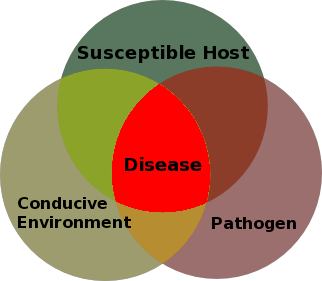 Susceptible Host
Disease
Conducive
Environment
Pathogen